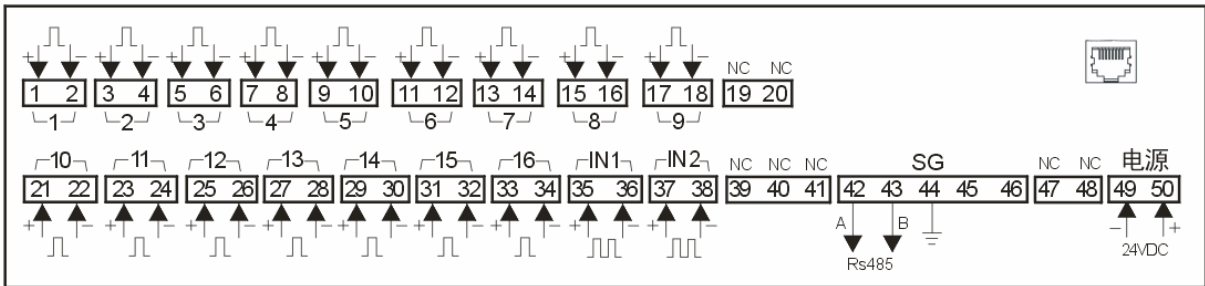 + - + - + - + - + - + - + - + - + -
NC NC
1 2 3 4 5 6 7 8 9 10 11 12 13 14 15 16 17 18 19 20
1 2 3 4 5 6 7 8 9
10 11 12 13 14 15 16 IN1 IN2 NC NC NC SG NC NC 电源
21 22 23 24 25 26 27 28 29 30 31 32 33 34 35 36 37 38 39 40 41 42 43 44 45 46 47 48 49 50
+ - + - + - + - + - + - + - + - + - A B - +
Rs485 24VDC